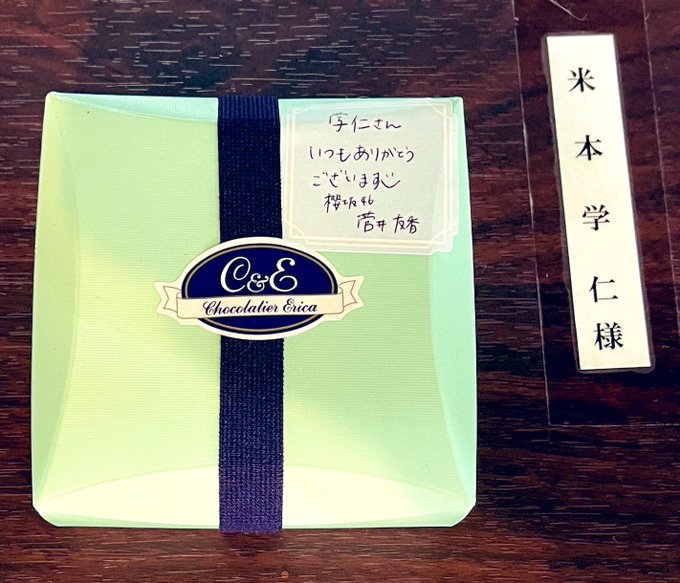 学仁さん
いつもありがとう
ございます
櫻坂46
菅井友香
C&E
Chocolatier Erica
米本学仁様